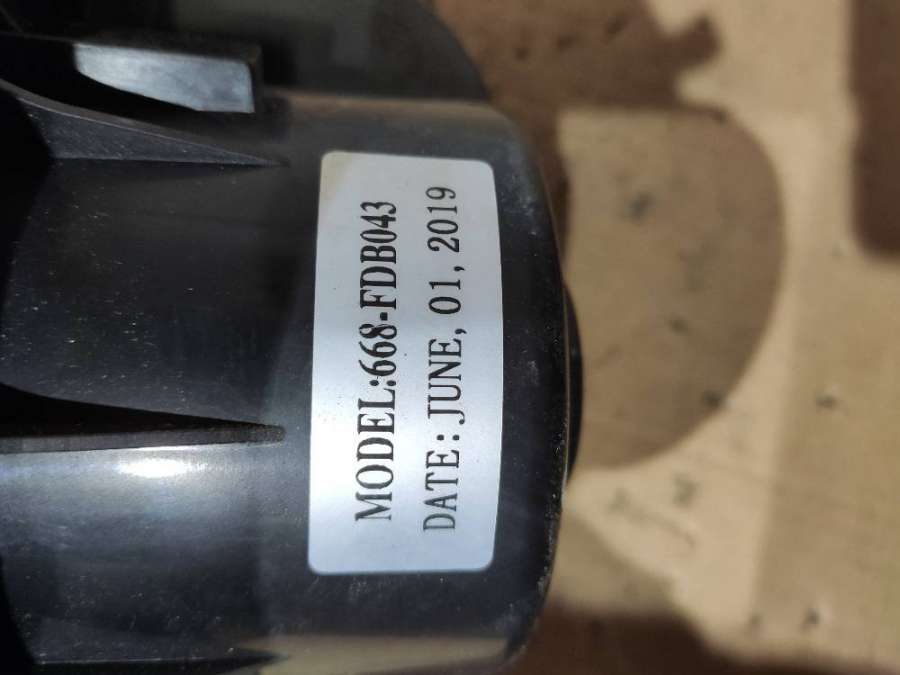 MODEL:668-FDB043
DATE: JUNE, 01, 2019